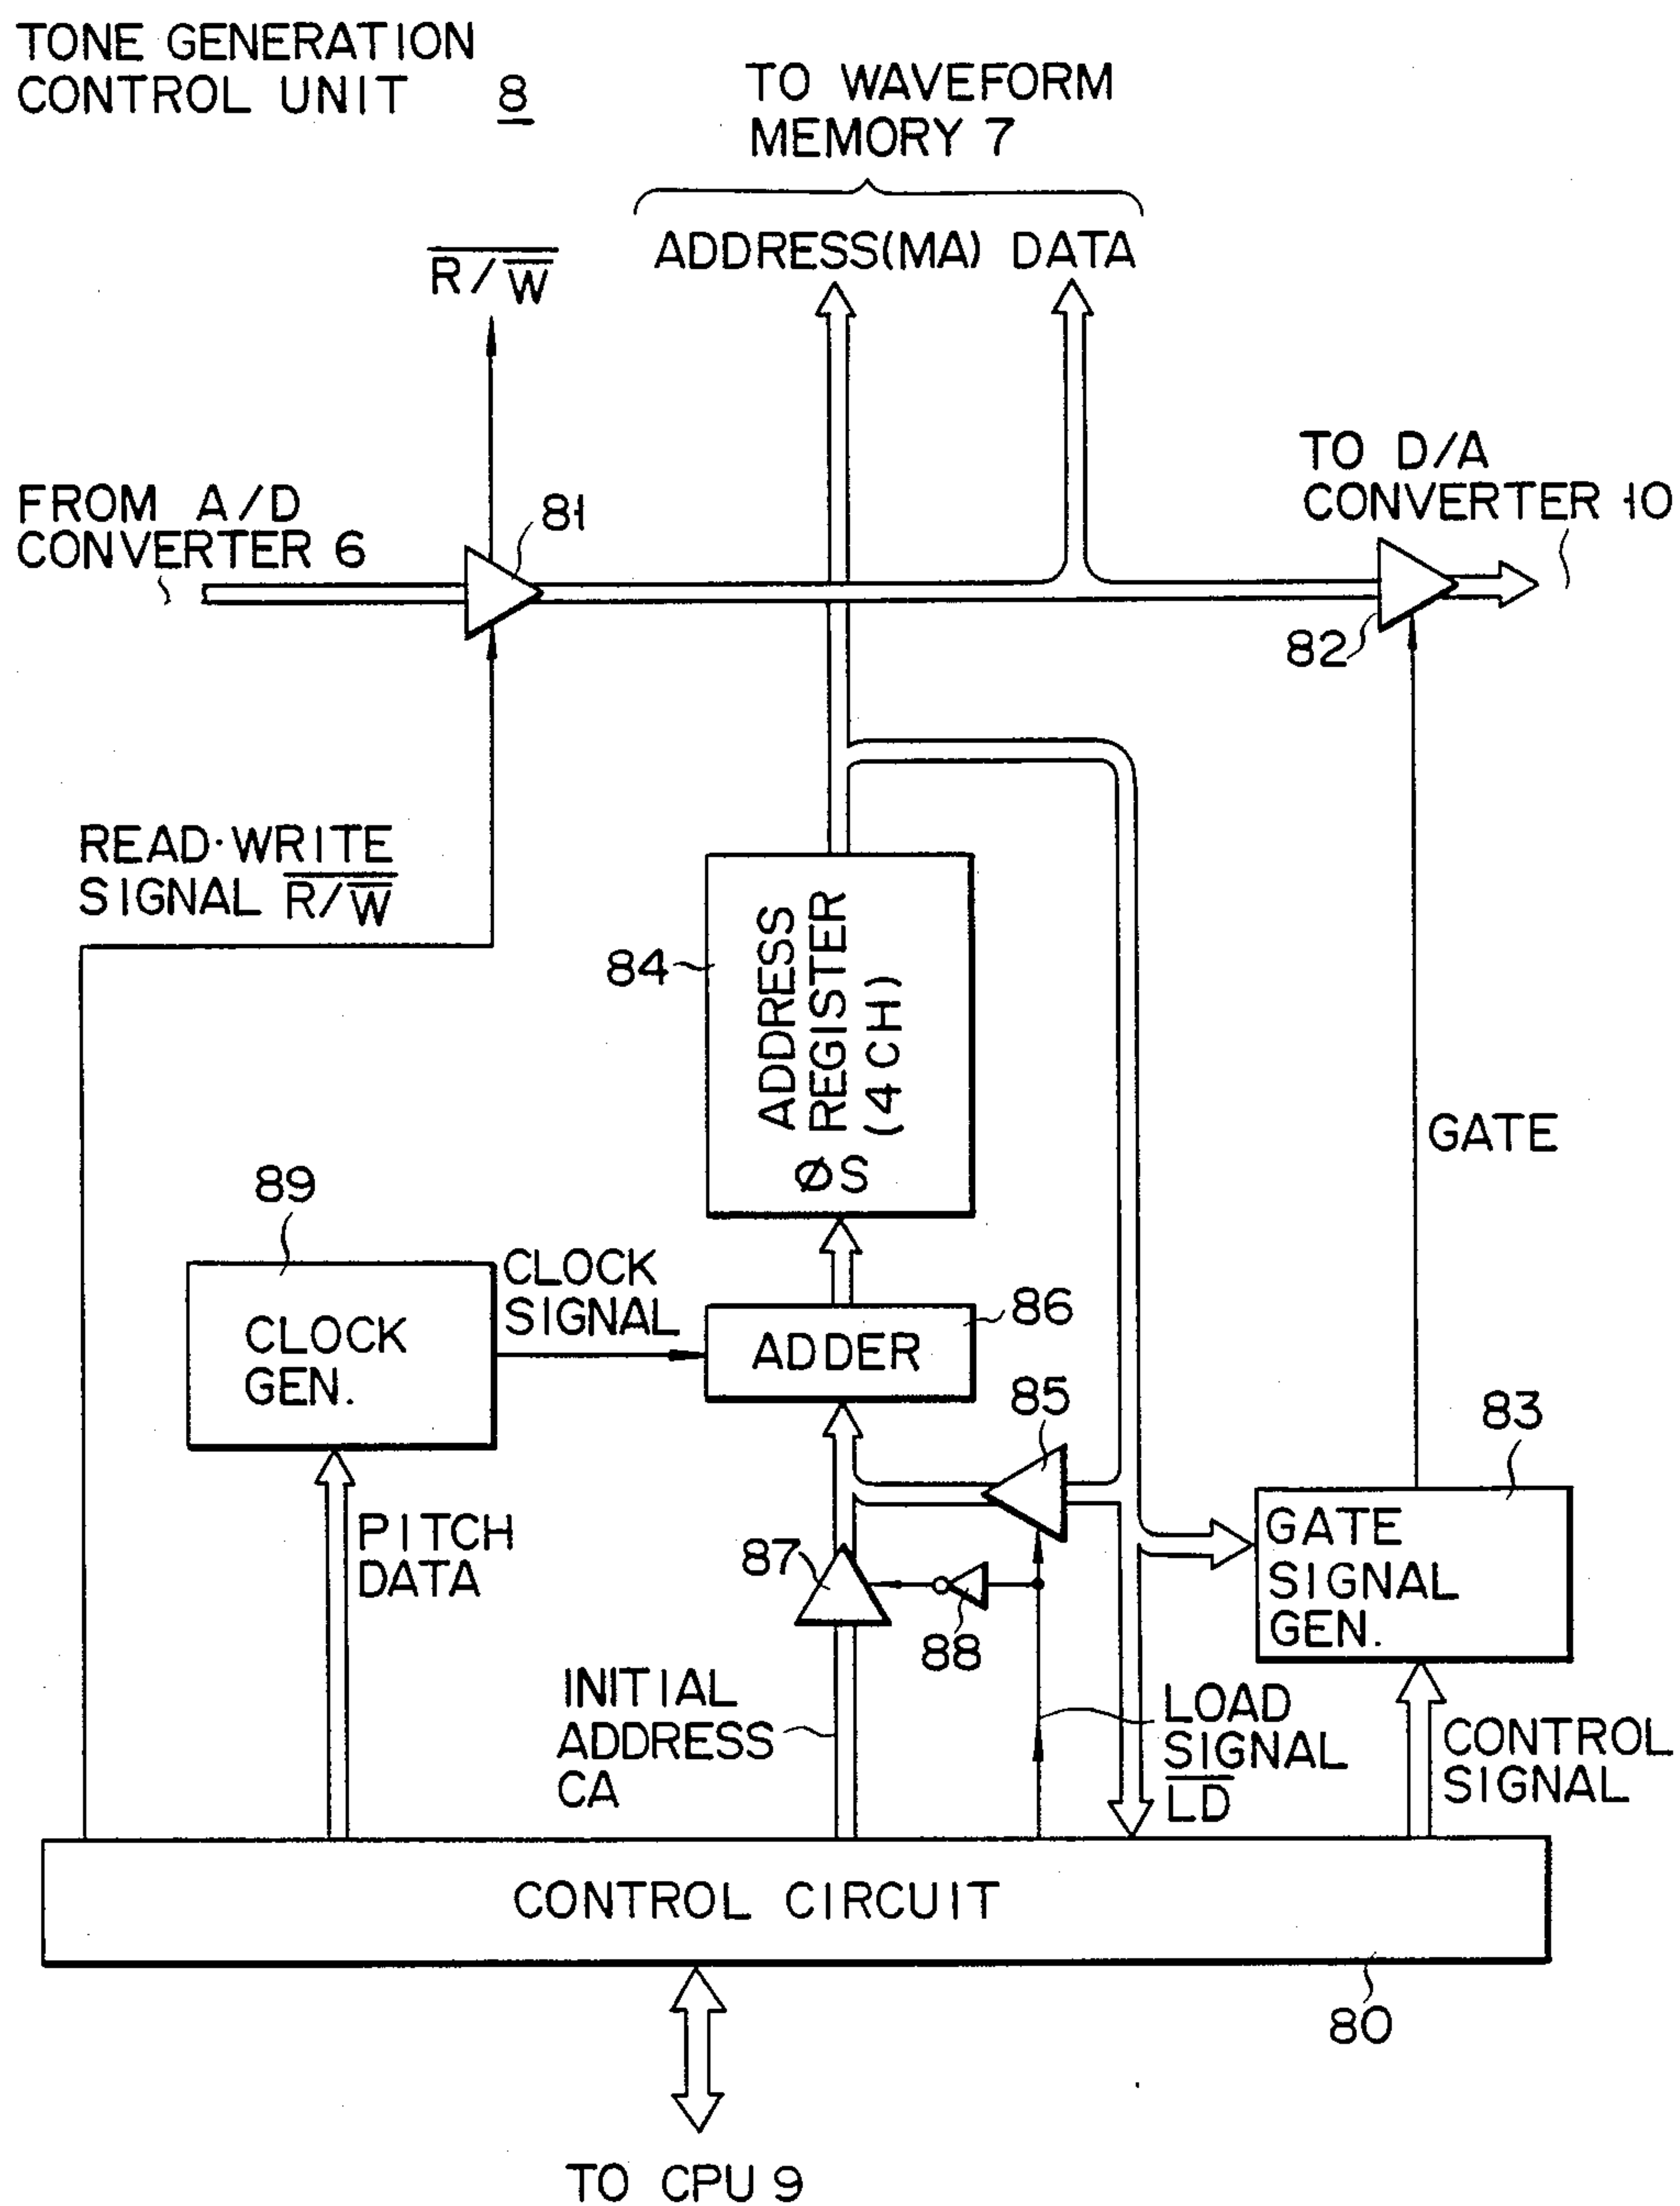 TONE GENERATION
CONTROL UNIT 8
TO WAVEFORM
MEMORY 7
ADDRESS(MA) DATA
R/W
TO D/A
CONVERTER 10
FROM A/D
CONVERTER 6
81
82
READ·WRITE
SIGNAL R/W
84
ADDRESS
REGISTER
(4 CH)
ØS
GATE
89
CLOCK
SIGNAL
CLOCK
GEN.
86
ADDER
85
83
PITCH
DATA
87
88
GATE
SIGNAL
GEN.
INITIAL
ADDRESS
CA
LOAD
SIGNAL
LD
CONTROL
SIGNAL
CONTROL CIRCUIT
80
TO CPU 9